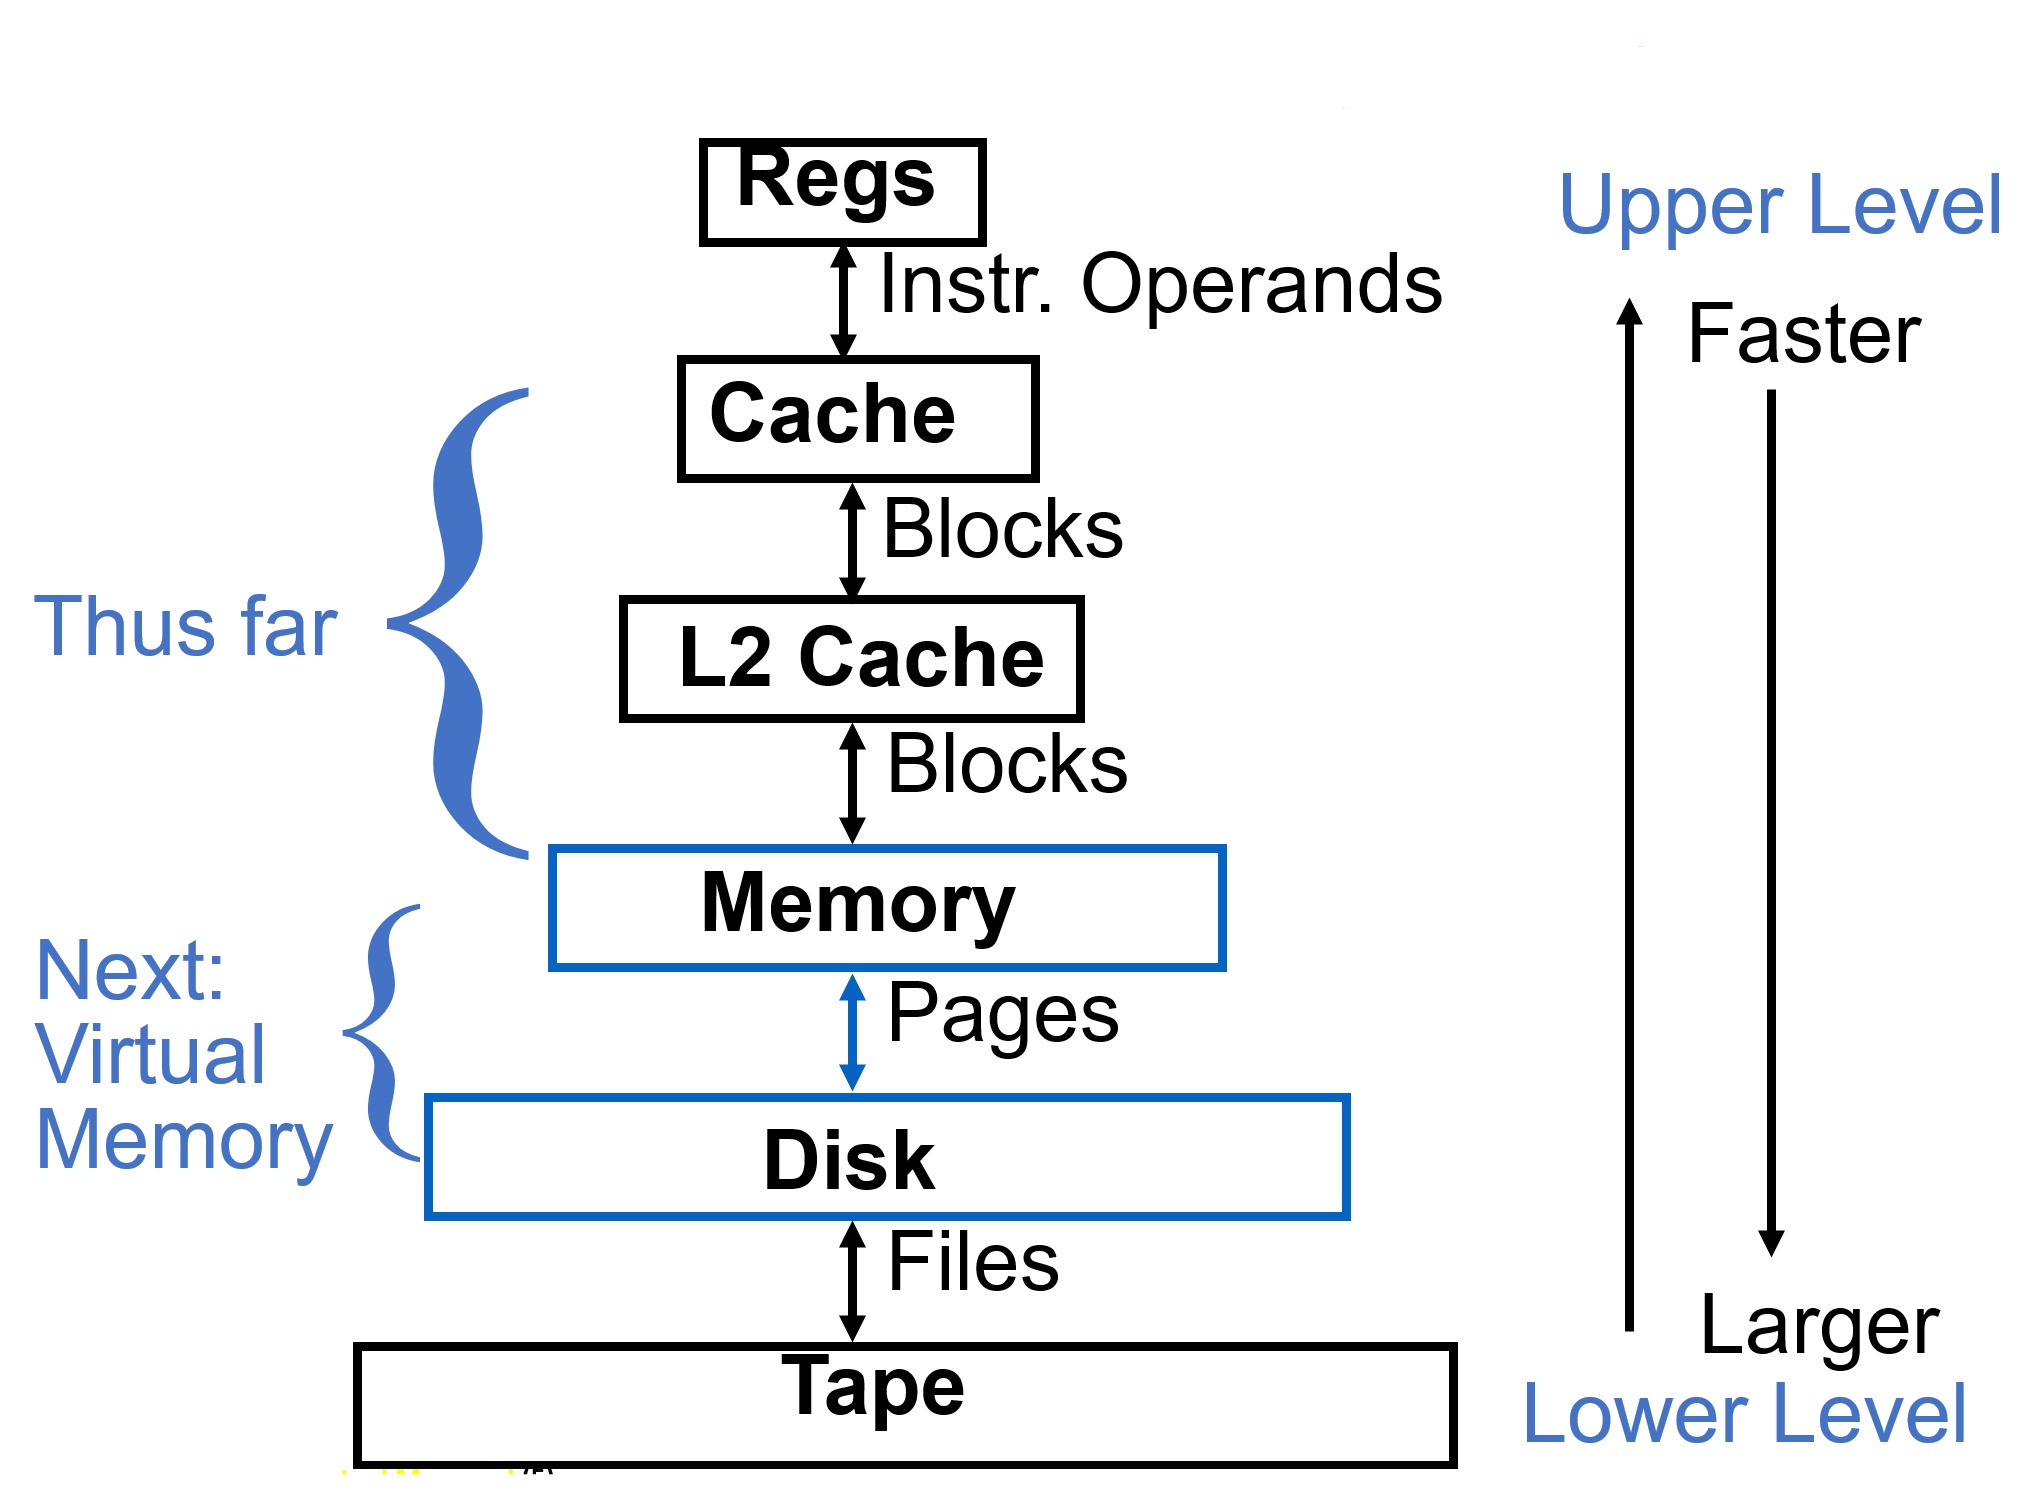 Regs
Upper Level
Instr. Operands
Faster
Cache
Blocks
Thus far
L2 Cache
Blocks
Memory
Next:
Virtual
Memory
Pages
Disk
Files
Larger
Tape
Lower Level